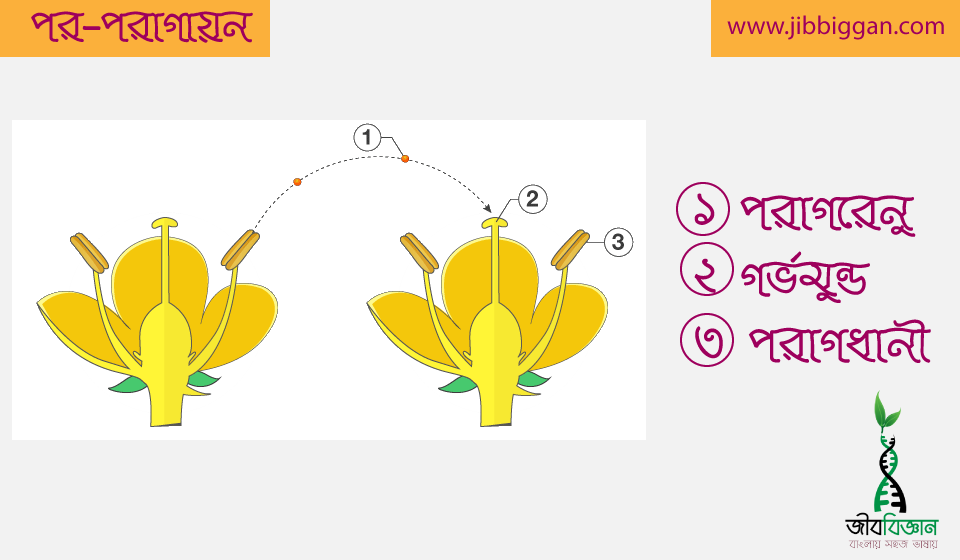 পর-পরাগায়ন
www.jibbiggan.com
1
2
3
১ পরাগরেনু
২ গর্ভমুন্ড
৩ পরাগধানী
জীববিজ্ঞান
বাংলায় সহজ ভাষায়